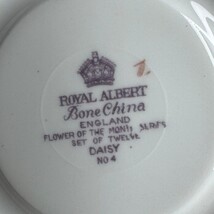 ROYAL ALBERT
Bone China
ENGLAND
FLOWER OF THE MONTH SERIES
SET OF TWELVE
DAISY
NO 4